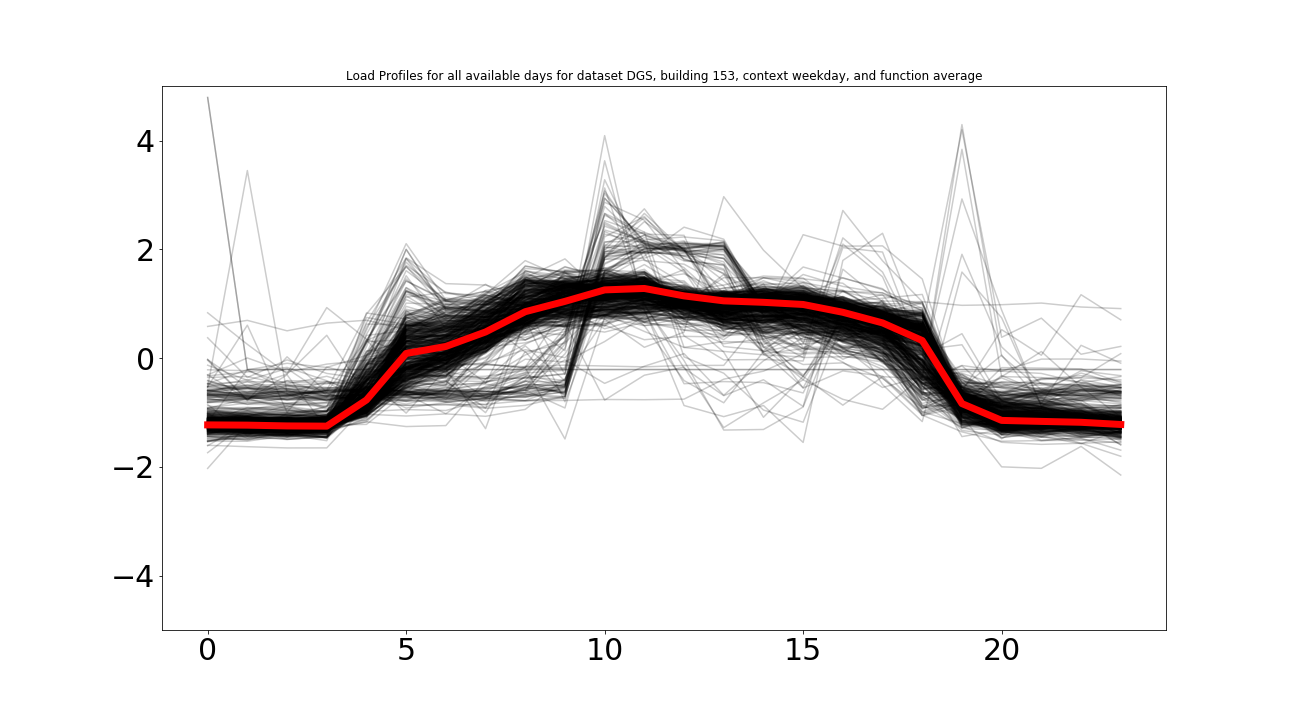 Load Profiles for all available days for dataset DGS, building 153, context weekday, and function average
4
2
0
−2
−4
0 5 10 15 20